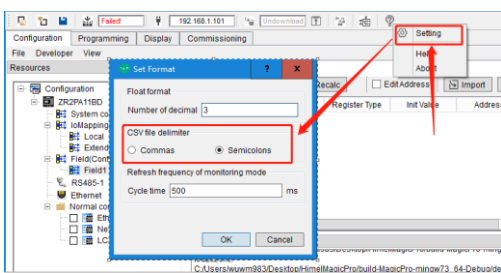 Failed
192.168.1.101
Undownload
Configuration Programming Display Commissioning
Setting
File Developer View
Help
Resources
About
Set Format ? x
Float format
Recalc Edit Address Import
Configuration
ZR2PA11BD
Number of decimal 3
Register Type Init Value Address
System co
CSV file delimiter
IoMapping
Local
Commas Semicolons
Extend
Field(Conf
Refresh frequency of monitoring mode
Field1
RS485-1
Cycle time 500 ms
Ethernet
Normal cor
Eth
OK Cancel
Ne
LC
C:/Users/wuwm983/Desktop/HimelMagicPro/build-MagicPro-mingw73_64-Debug/de